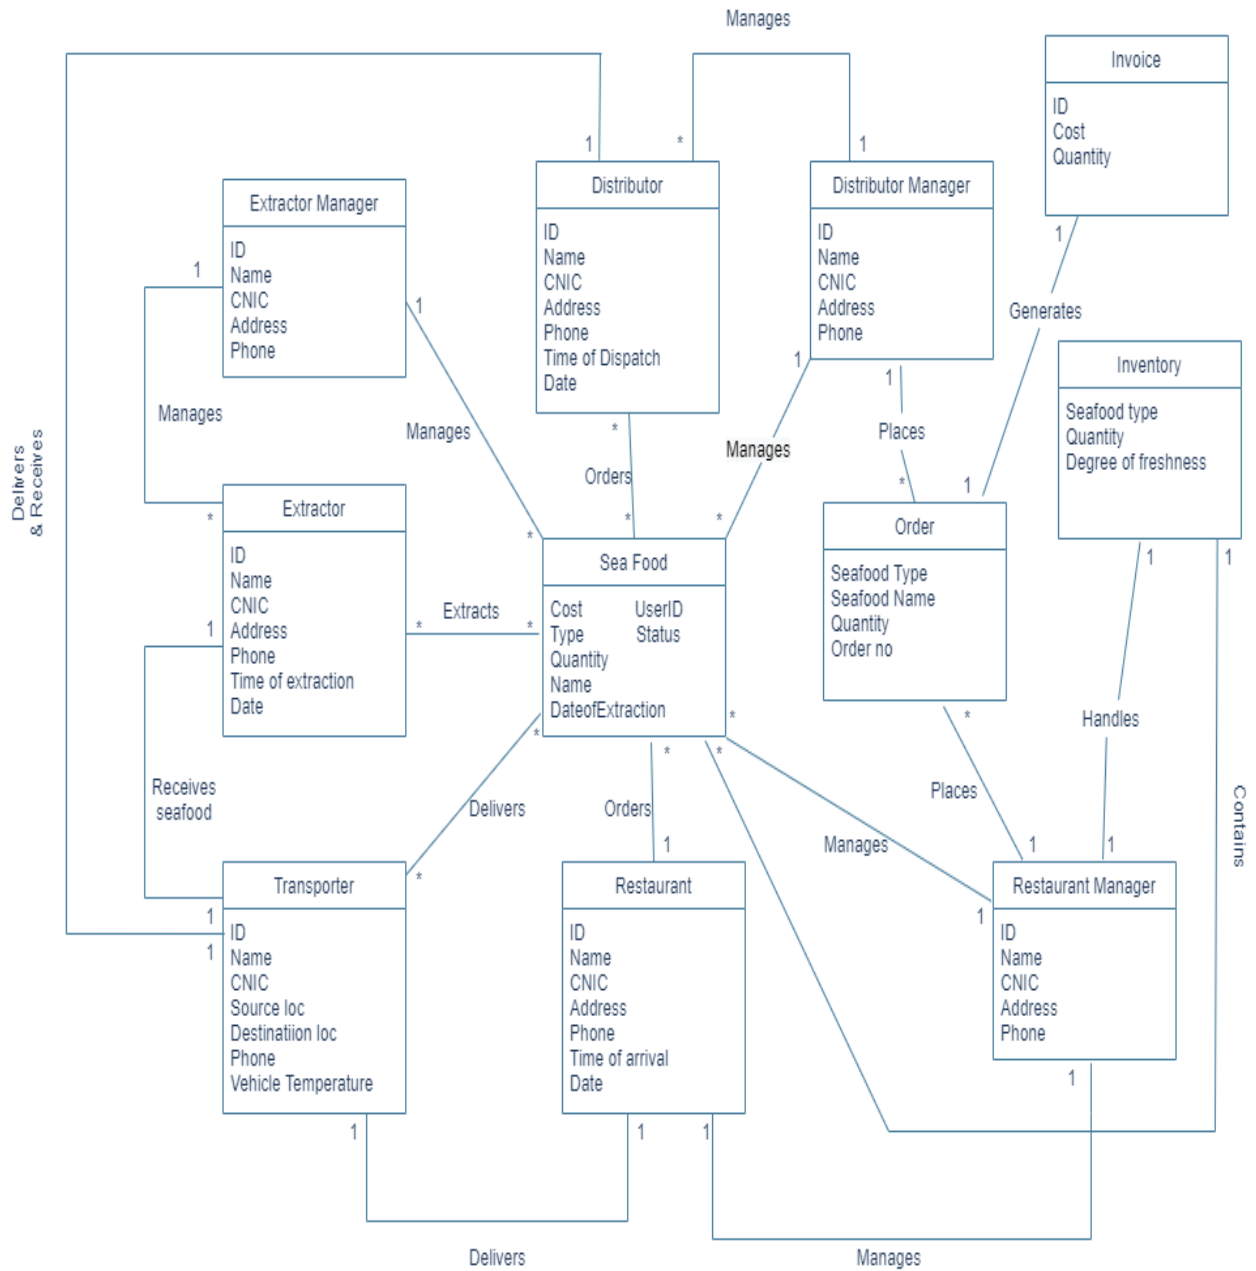 Manages
Invoice
ID
Cost
Quantity
1
*
1
1
Distributor
ID
Name
CNIC
Address
Phone
Time of Dispatch
Date
Distributor Manager
ID
Name
CNIC
Address
Phone
Extractor Manager
ID
Name
CNIC
Address
Phone
1
1
Generates
Manages
Manages
Delivers
& Receives
*
Orders
*
1
Manages
*
1
Places
*
1
Inventory
Seafood type
Quantity
Degree of freshness
*
*
Extractor
ID
Name
CNIC
Address
Phone
Time of extraction
Date
*
Extracts
*
Sea Food
Cost
UserID
Type
Status
Quantity
Name
DateofExtraction
Order
Seafood Type
Seafood Name
Quantity
Order no
1
1
1
Receives
seafood
*
Delivers
*
*
Orders
1
*
*
Manages
1
*
Places
1
Handles
1
Contains
1
1
Transporter
ID
Name
CNIC
Source loc
Destinatiion loc
Phone
Vehicle Temperature
Restaurant
ID
Name
CNIC
Address
Phone
Time of arrival
Date
Restaurant Manager
ID
Name
CNIC
Address
Phone
1
1
1
1
Delivers
Manages